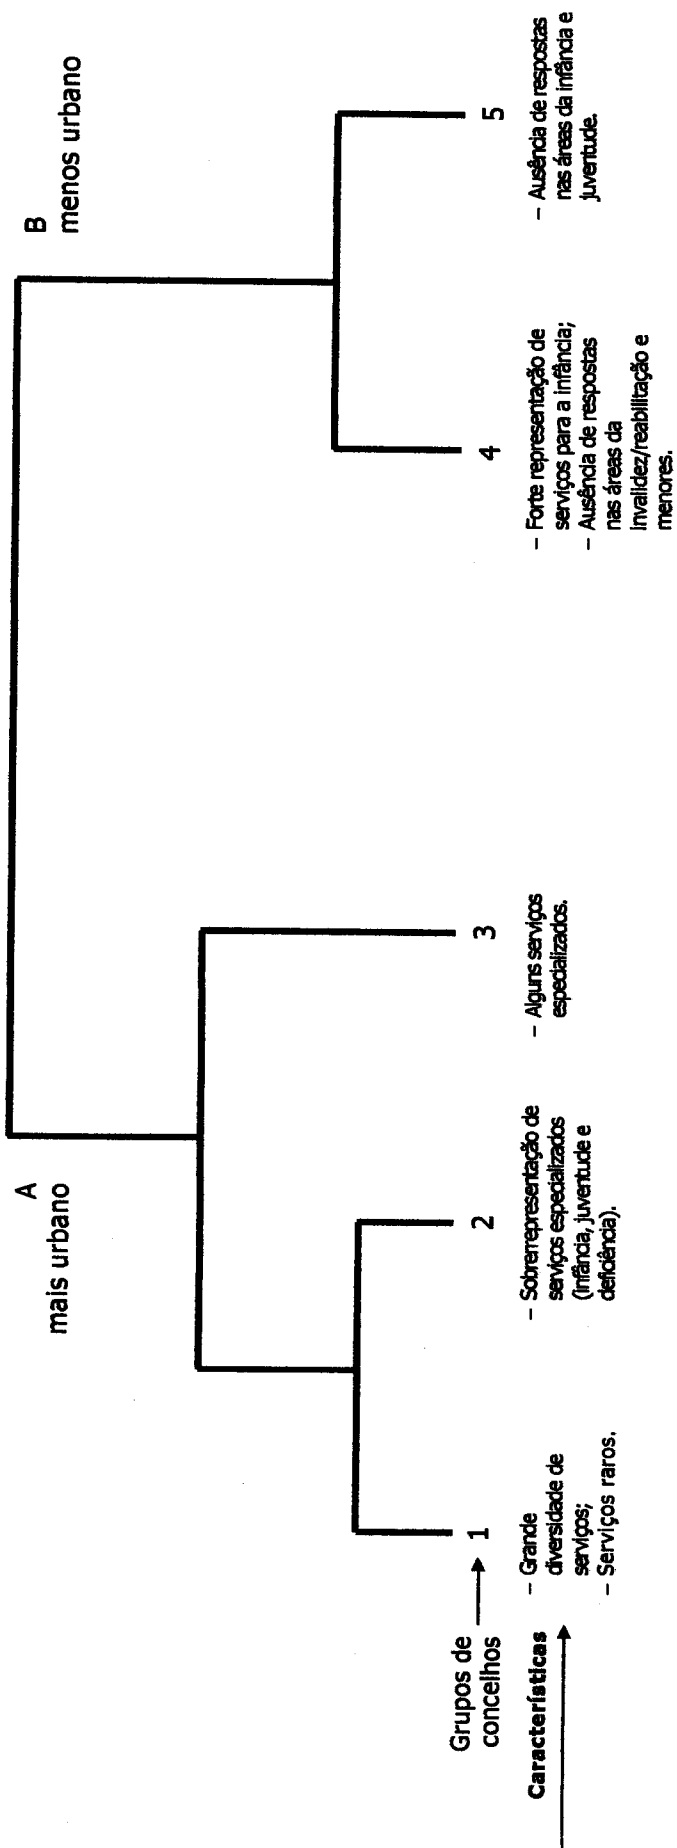 A
mais urbano
B
menos urbano
Grupos de
concelhos
1
2
3
4
5
Características
– Grande
diversidade de
serviços;
– Serviços raros.
– Sobrerrepresentação de
serviços especializados
(infância, juventude e
deficiência).
– Alguns serviços
especializados.
– Forte representação de
serviços para a infância;
– Ausência de respostas
nas áreas da
invalidez/reabilitação e
menores.
– Ausência de respostas
nas áreas da infância e
juventude.